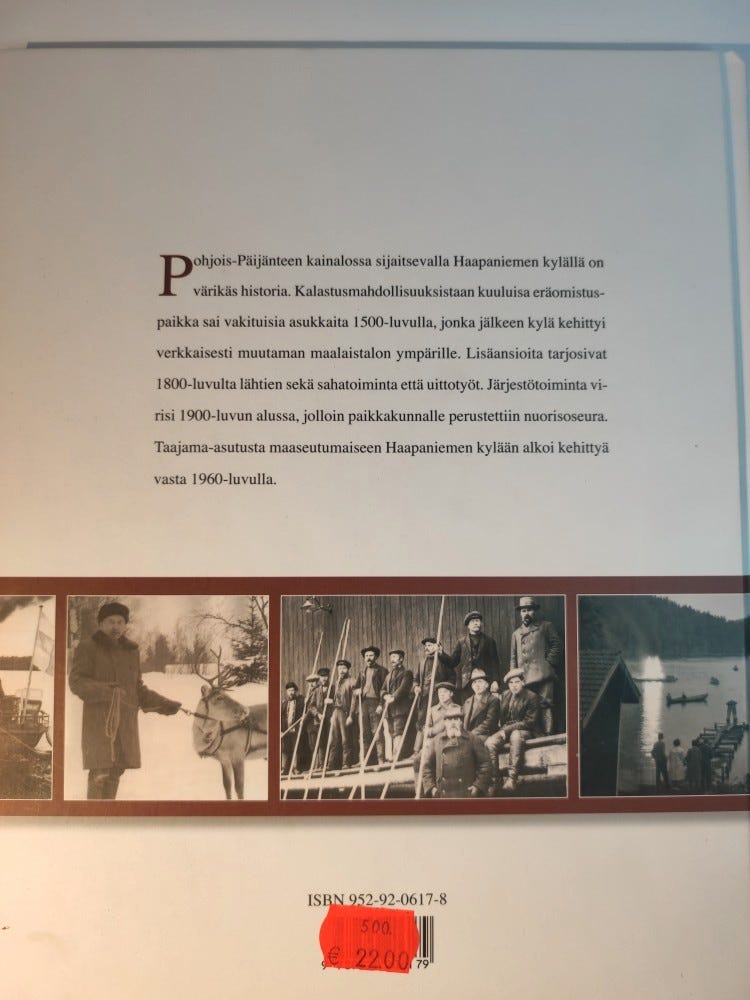 Pohjois-Päijänteen kainalossa sijaitsevalla Haapaniemen kylällä on
värikäs historia. Kalastusmahdollisuuksistaan kuuluisa eräomistus-
paikka sai vakituisia asukkaita 1500-luvulla, jonka jälkeen kylä kehittyi
verkkaisesti muutaman maalaistalon ympärille. Lisäansioita tarjosivat
1800-luvulta lähtien sekä sahatoiminta että uittotyöt. Järjestötoiminta vi-
risi 1900-luvun alussa, jolloin paikkakunnalle perustettiin nuorisoseura.
Taajama-asutusta maaseutumaiseen Haapaniemen kylään alkoi kehittyä
vasta 1960-luvulla.
ISBN 952-92-0617-8
500.
€ 22.00
9 79